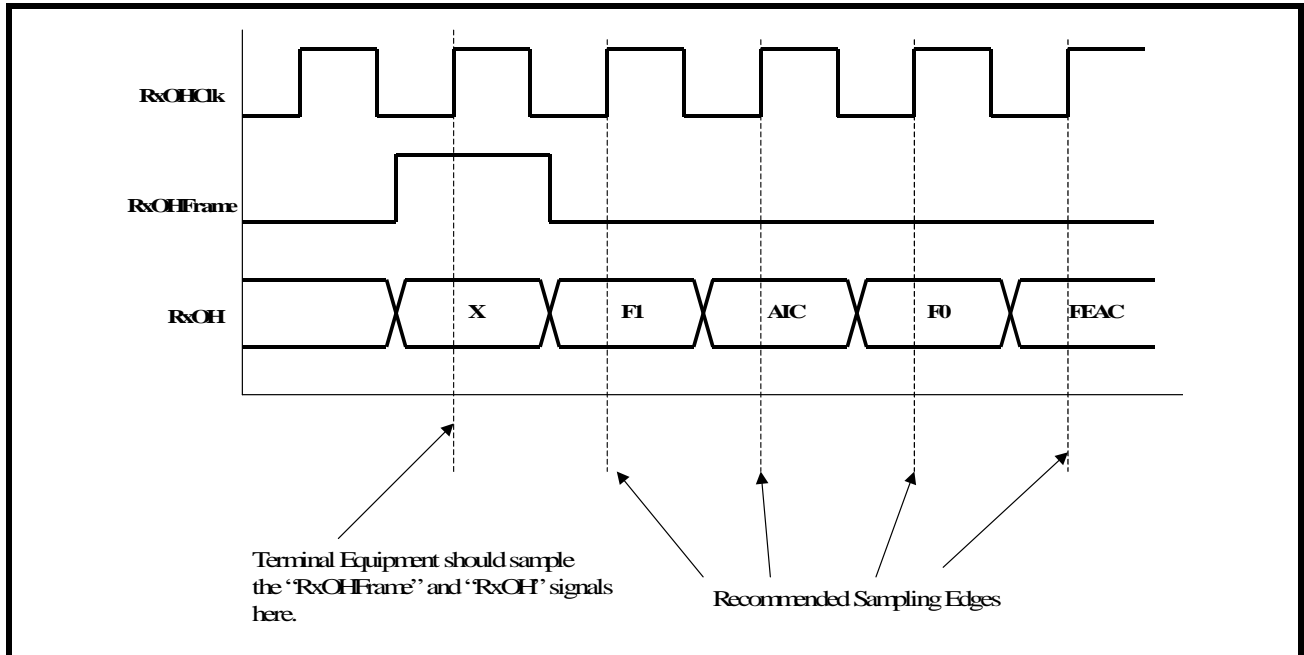 RxOHClk
RxOHFrame
RxOH
X
F1
AIC
F0
FEAC
Terminal Equipment should sample
the “RxOHFrame” and “RxOH” signals
here.
Recommended Sampling Edges